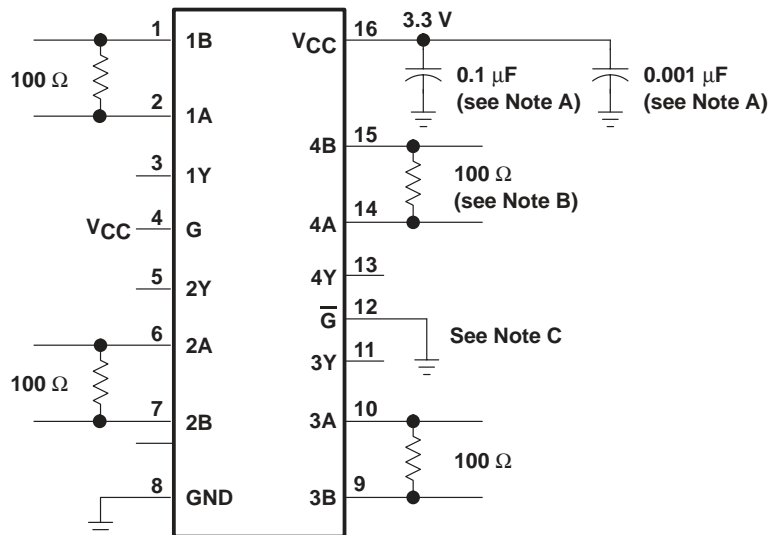 1 1B VCC 16 3.3 V
100 Ω 0.1 µF 0.001 µF
(see Note A) (see Note A)
2 1A 4B 15
3 1Y 100 Ω
(see Note B)
VCC 4 G 4A 14
5 2Y 4Y 13
6 2A G̅ 12 See Note C
3Y 11
100 Ω
7 2B 3A 10
100 Ω
8 GND 3B 9